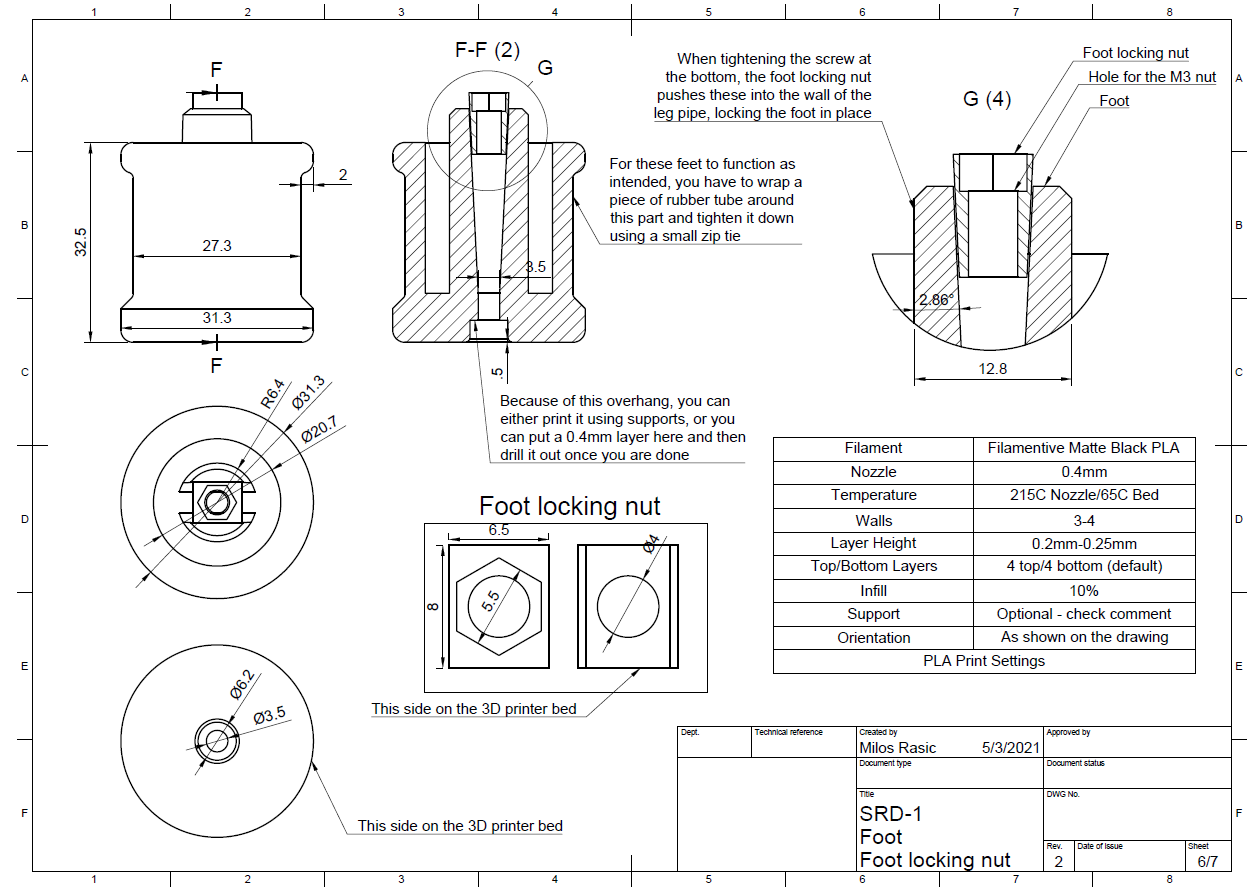 1 2 3 4 5 6 7 8
A
B
C
D
E
F
A
B
C
D
E
F
F
32.5
2
27.3
31.3
F
F-F (2)
G
3.5
.5
When tightening the screw at
the bottom, the foot locking nut
pushes these into the wall of the
leg pipe, locking the foot in place
For these feet to function as
intended, you have to wrap a
piece of rubber tube around
this part and tighten it down
using a small zip tie
G (4)
Foot locking nut
Hole for the M3 nut
Foot
2.86°
12.8
Because of this overhang, you can
either print it using supports, or you
can put a 0.4mm layer here and then
drill it out once you are done
R6.4
Ø31.3
Ø20.7
Foot locking nut
6.5
8
5.5
Ø4
This side on the 3D printer bed
Ø6.2
Ø3.5
This side on the 3D printer bed
Filament Filamentive Matte Black PLA
Nozzle 0.4mm
Temperature 215C Nozzle/65C Bed
Walls 3-4
Layer Height 0.2mm-0.25mm
Top/Bottom Layers 4 top/4 bottom (default)
Infill 10%
Support Optional - check comment
Orientation As shown on the drawing
PLA Print Settings
Dept. Technical reference Created by Approved by
Milos Rasic 5/3/2021
Document type Document status
Title DWG No.
SRD-1
Foot
Foot locking nut
Rev. Date of issue Sheet
2 6/7
1 2 3 4 5 6 7 8